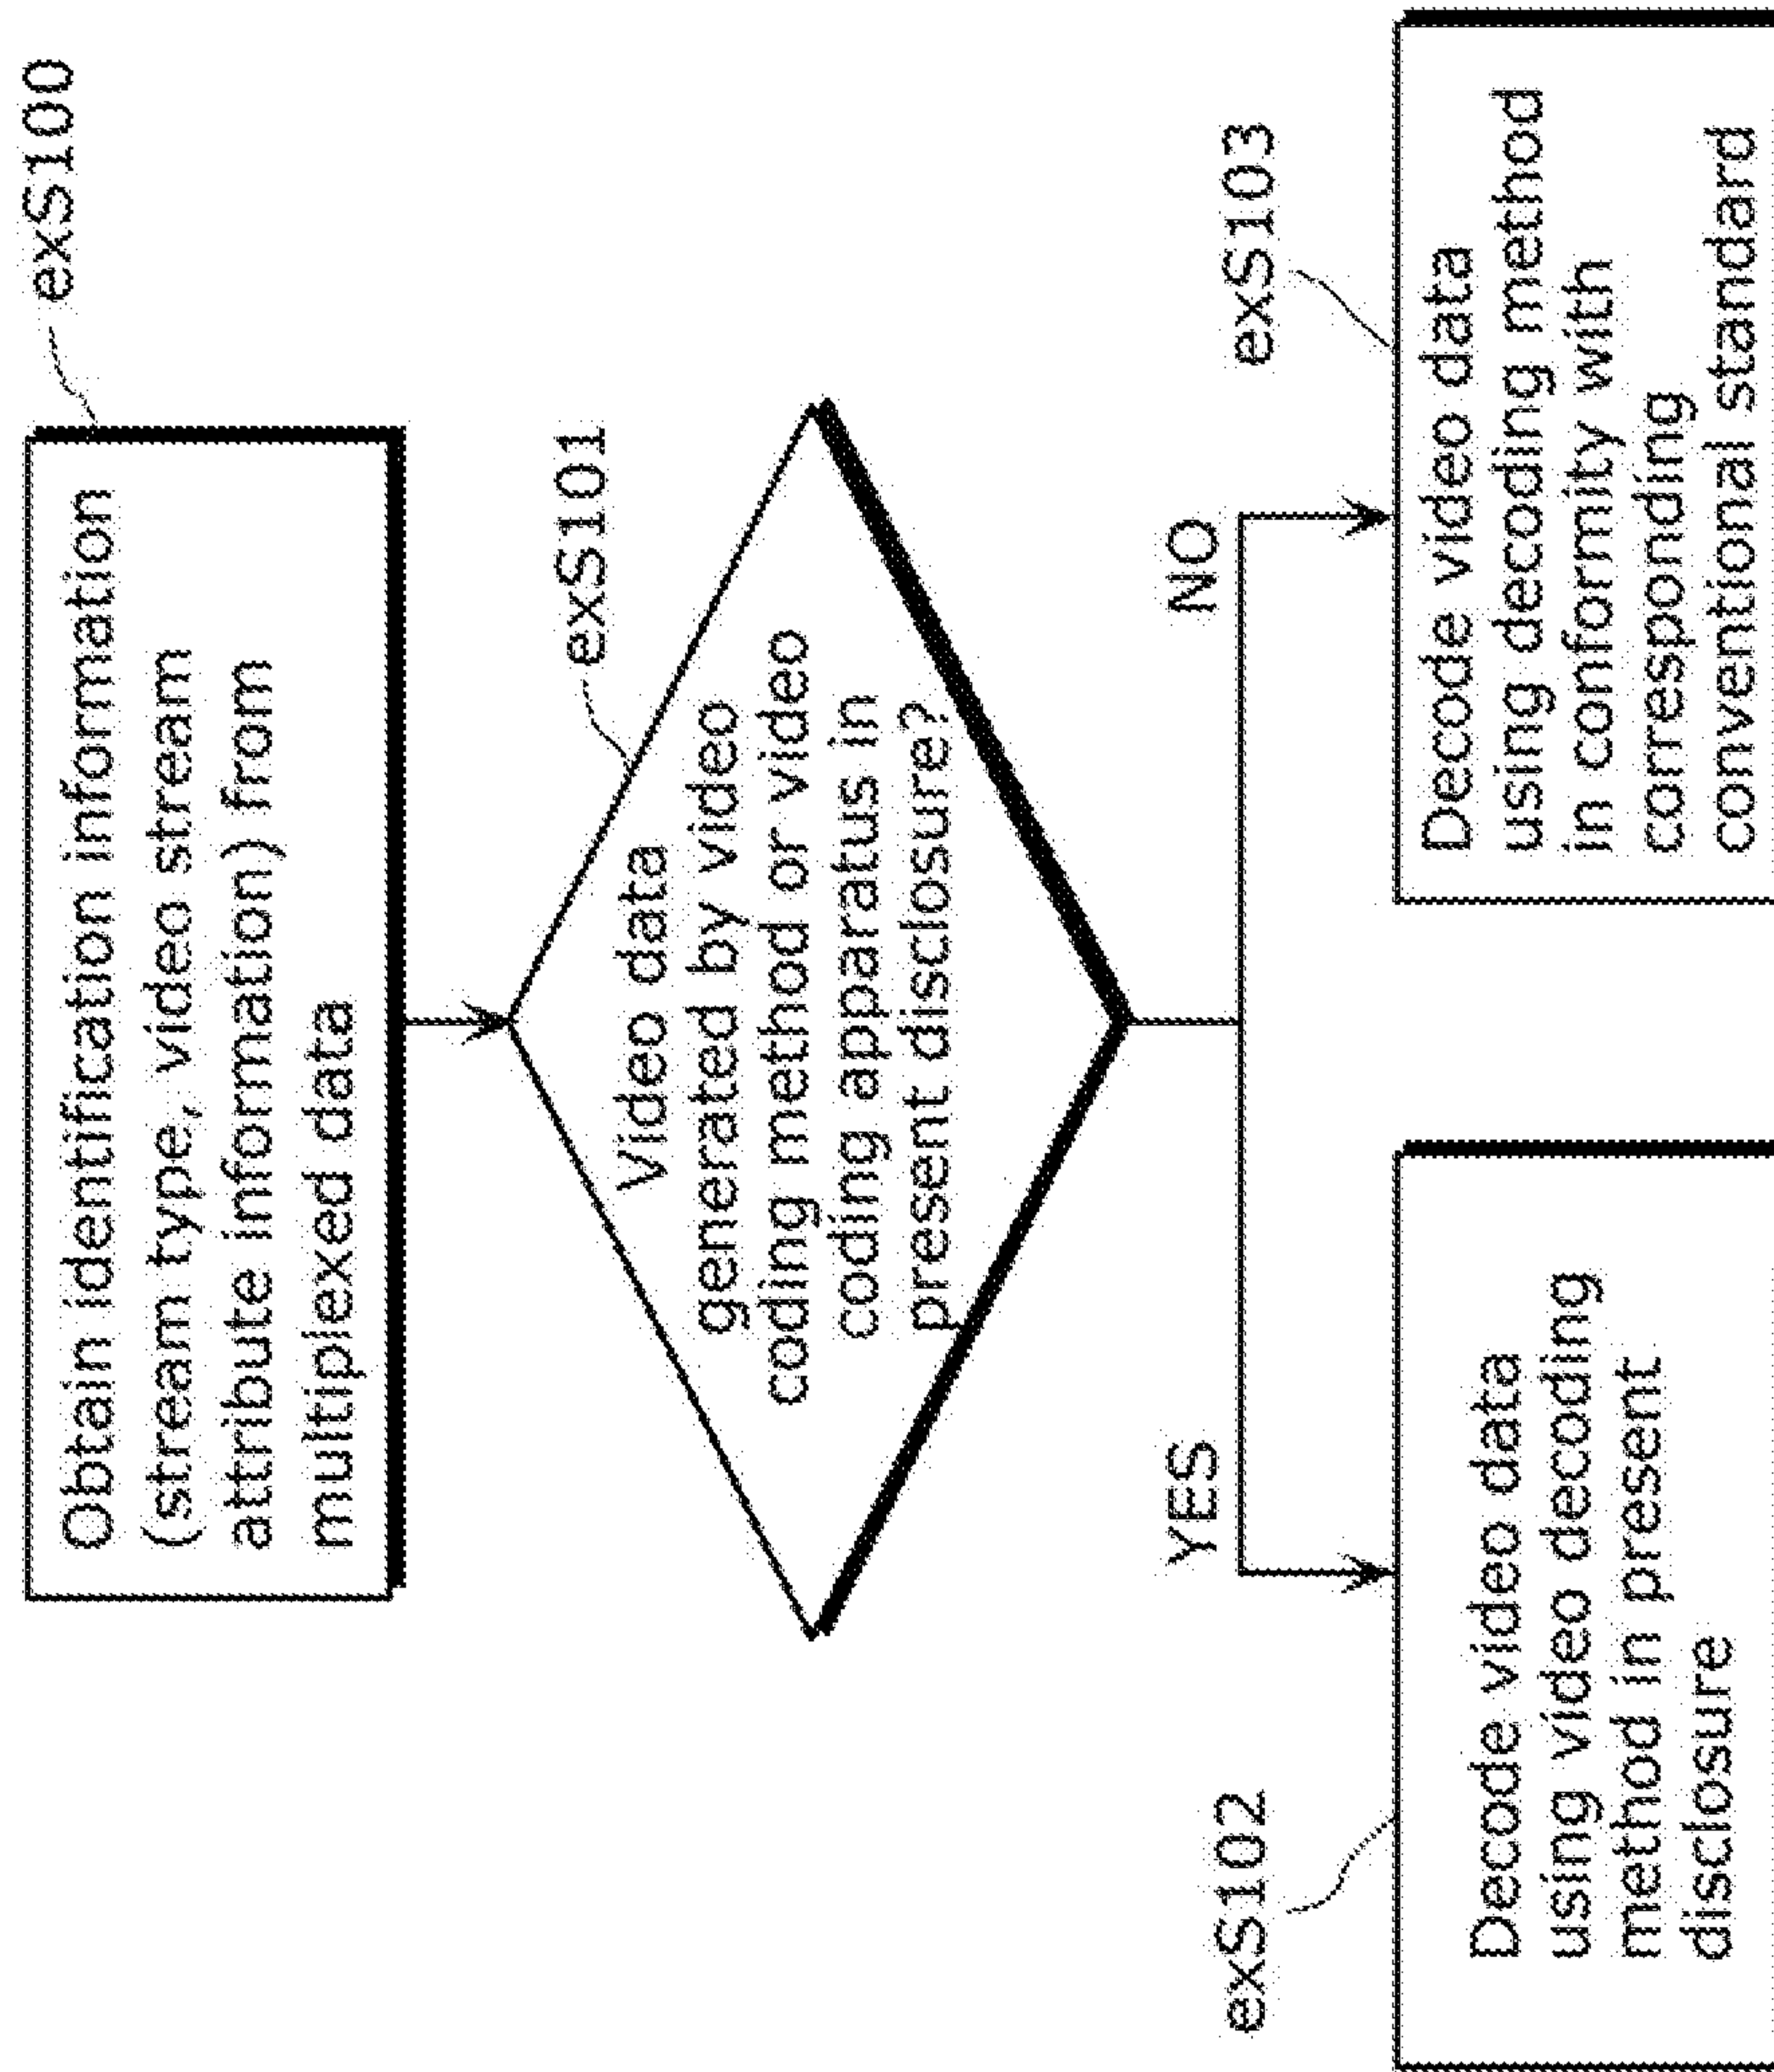 exS100
Obtain identification information
(stream type, video stream
attribute information) from
multiplexed data
exS101
Video data
generated by video
coding method or video
coding apparatus in
present disclosure?
YES
NO
exS102
Decode video data
using video decoding
method in present
disclosure
exS103
Decode video data
using decoding method
in conformity with
corresponding
conventional standard